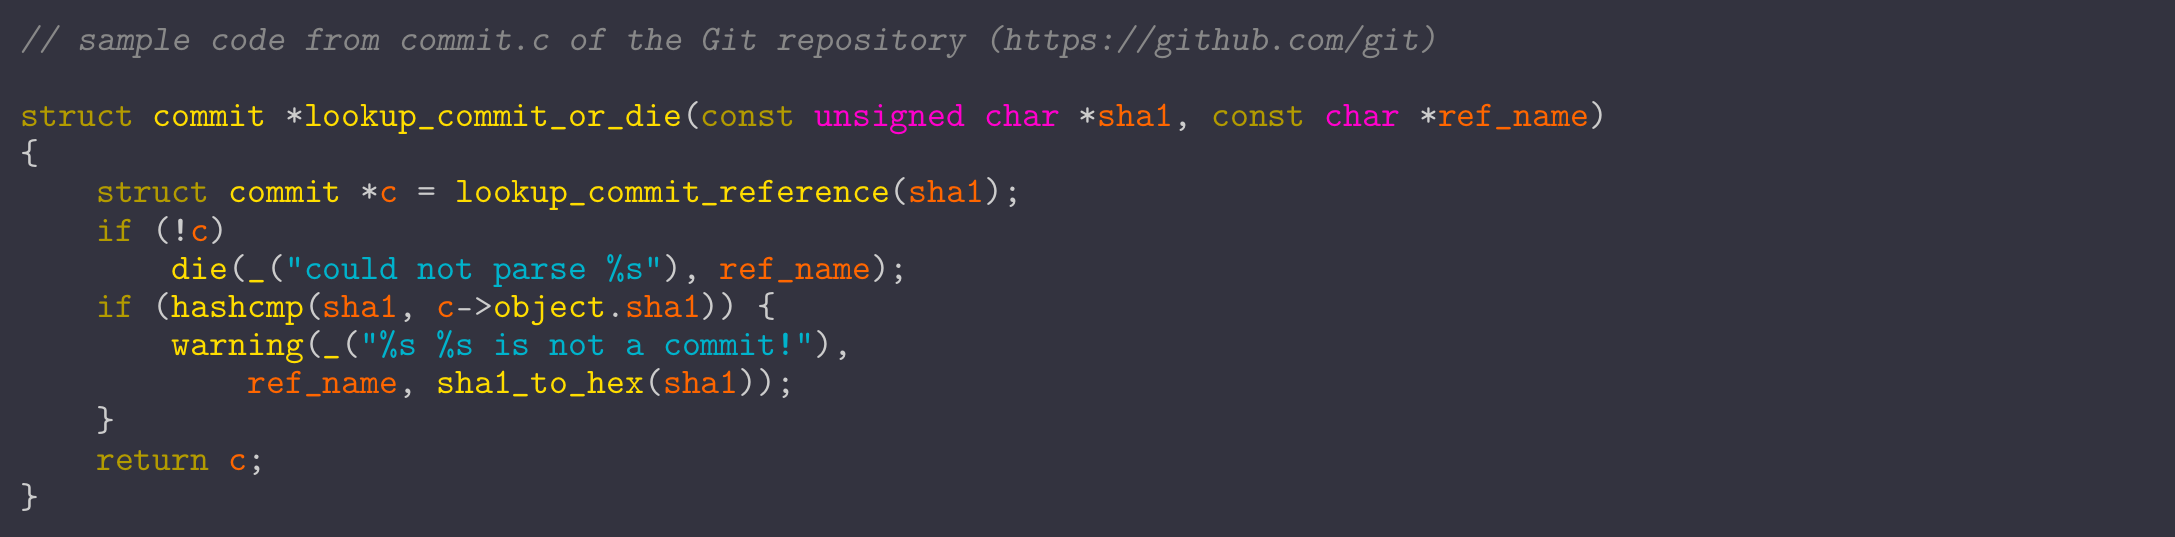 // sample code from commit.c of the Git repository (https://github.com/git)

struct commit *lookup_commit_or_die(const unsigned char *sha1, const char *ref_name)
{
    struct commit *c = lookup_commit_reference(sha1);
    if (!c)
        die(_("could not parse %s"), ref_name);
    if (hashcmp(sha1, c->object.sha1)) {
        warning(_("%s %s is not a commit!"),
            ref_name, sha1_to_hex(sha1));
    }
    return c;
}